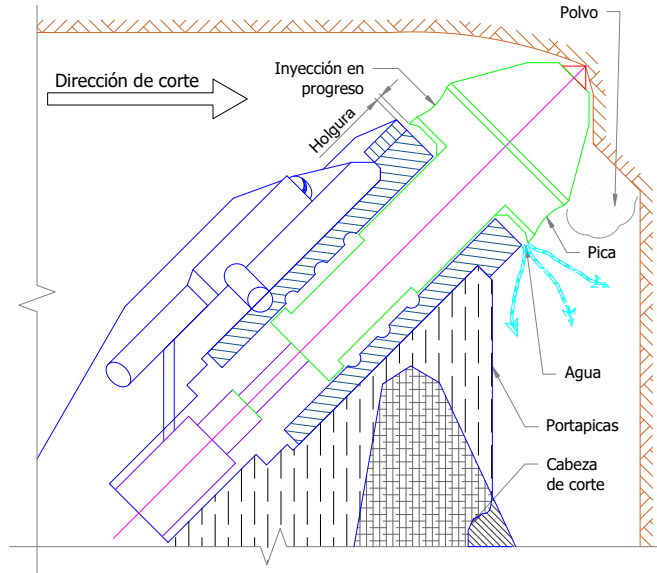 Polvo
Inyección en
progreso
Dirección de corte
Holgura
Pica
Agua
Portapicas
Cabeza
de corte